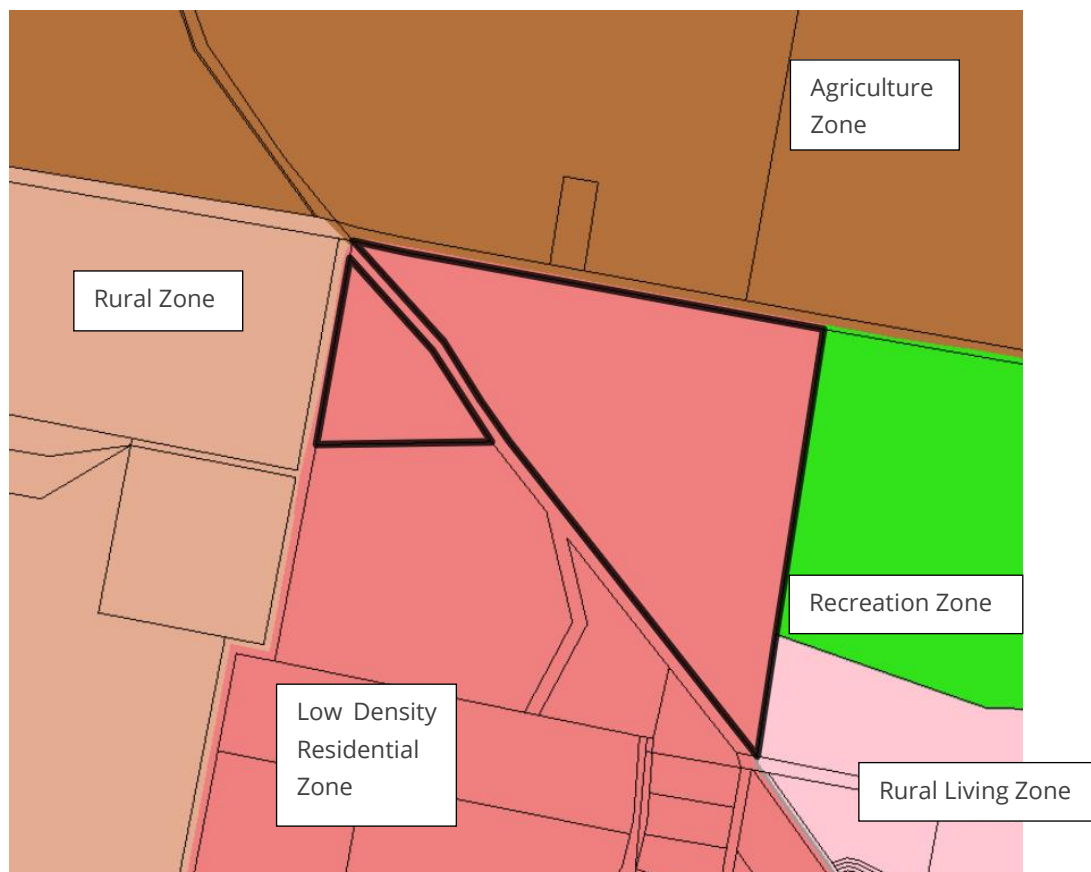 Agriculture
Zone
Rural Zone
Recreation Zone
Low Density
Residential
Zone
Rural Living Zone